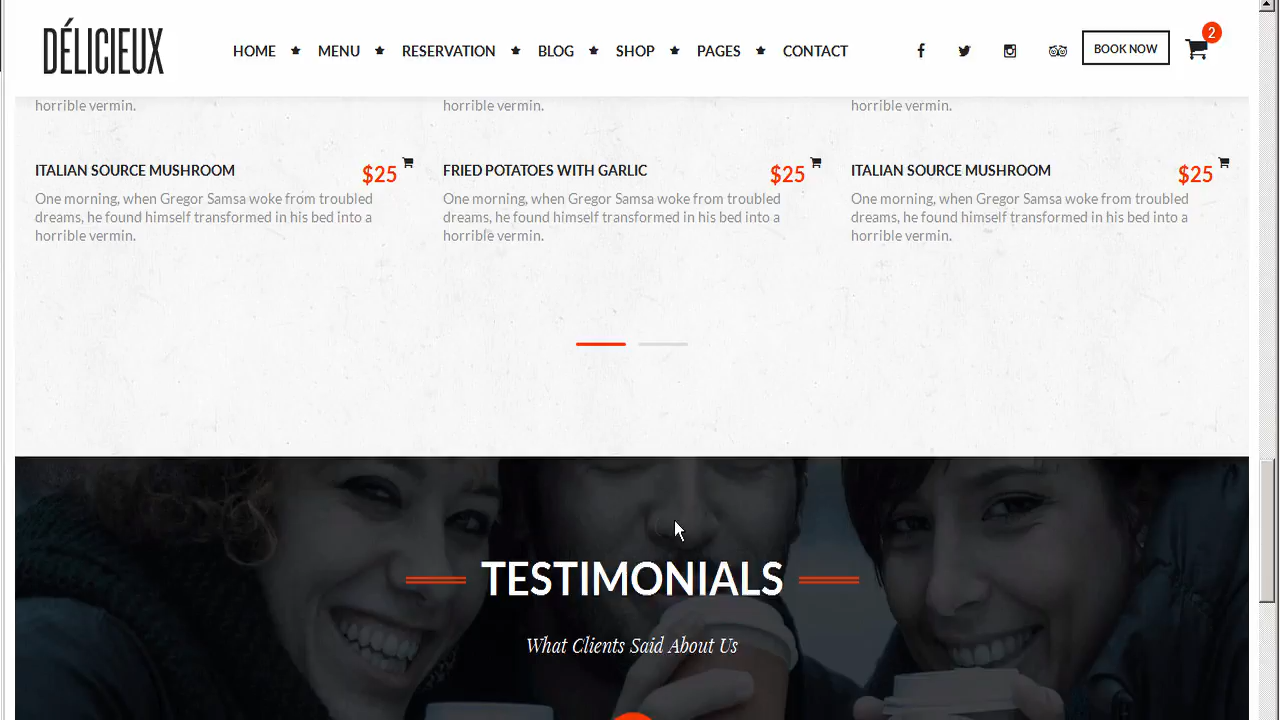 DÉLICIEUX
HOME MENU RESERVATION BLOG SHOP PAGES CONTACT BOOK NOW 2
horrible vermin. horrible vermin. horrible vermin.
ITALIAN SOURCE MUSHROOM $25 FRIED POTATOES WITH GARLIC $25 ITALIAN SOURCE MUSHROOM $25
One morning, when Gregor Samsa woke from troubled One morning, when Gregor Samsa woke from troubled One morning, when Gregor Samsa woke from troubled
dreams, he found himself transformed in his bed into a dreams, he found himself transformed in his bed into a dreams, he found himself transformed in his bed into a
horrible vermin. horrible vermin. horrible vermin.
TESTIMONIALS
What Clients Said About Us